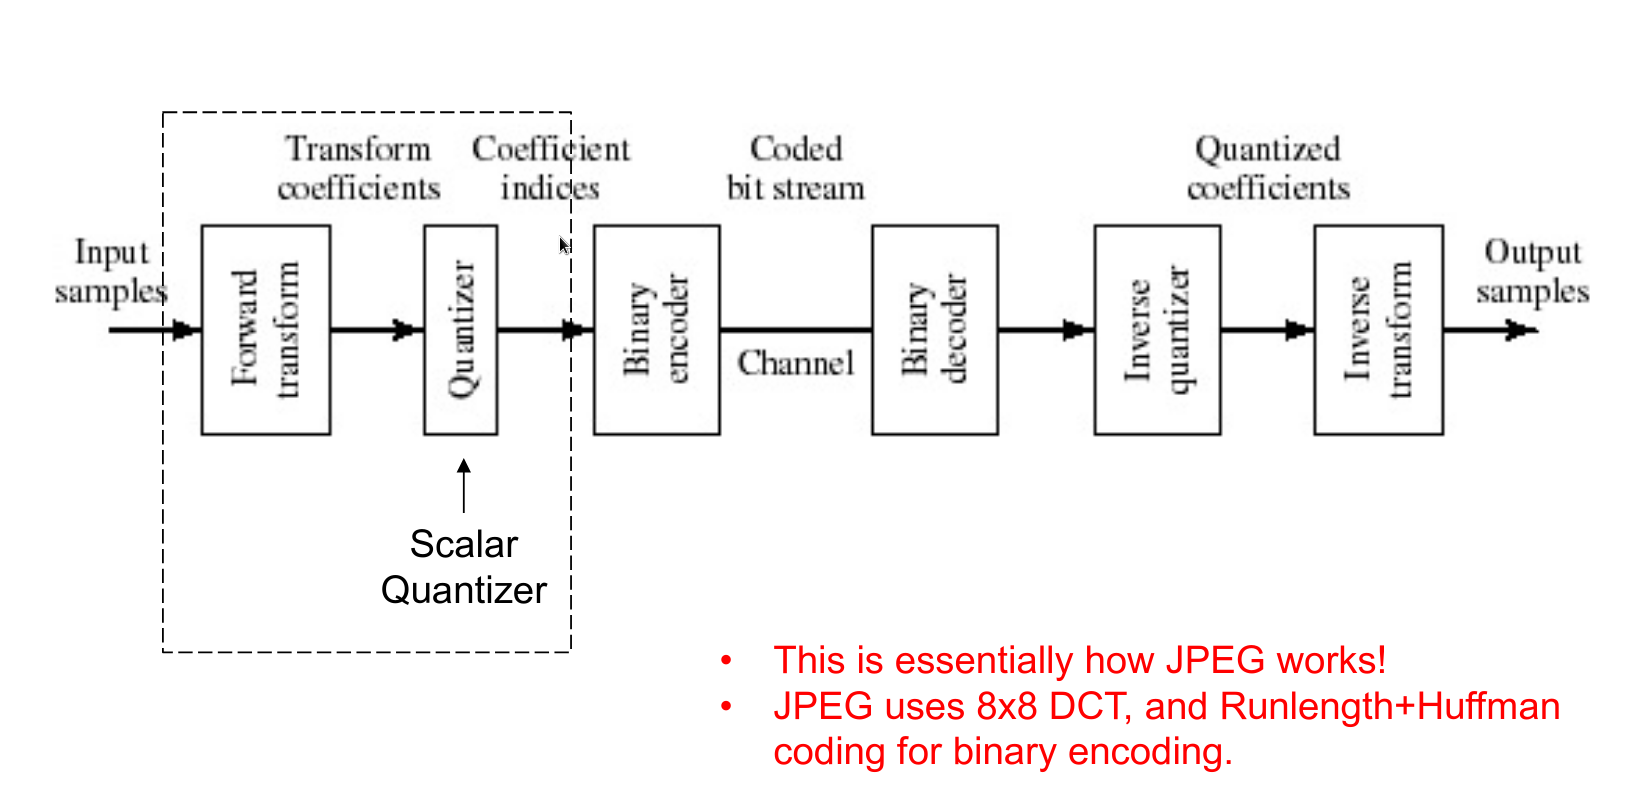 Transform
coefficients
Coefficient
indices
Coded
bit stream
Quantized
coefficients
Input
samples
Forward
transform
Quantizer
Binary
encoder
Channel
Binary
decoder
Inverse
quantizer
Inverse
transform
Output
samples
Scalar
Quantizer
• This is essentially how JPEG works!
• JPEG uses 8x8 DCT, and Runlength+Huffman
coding for binary encoding.